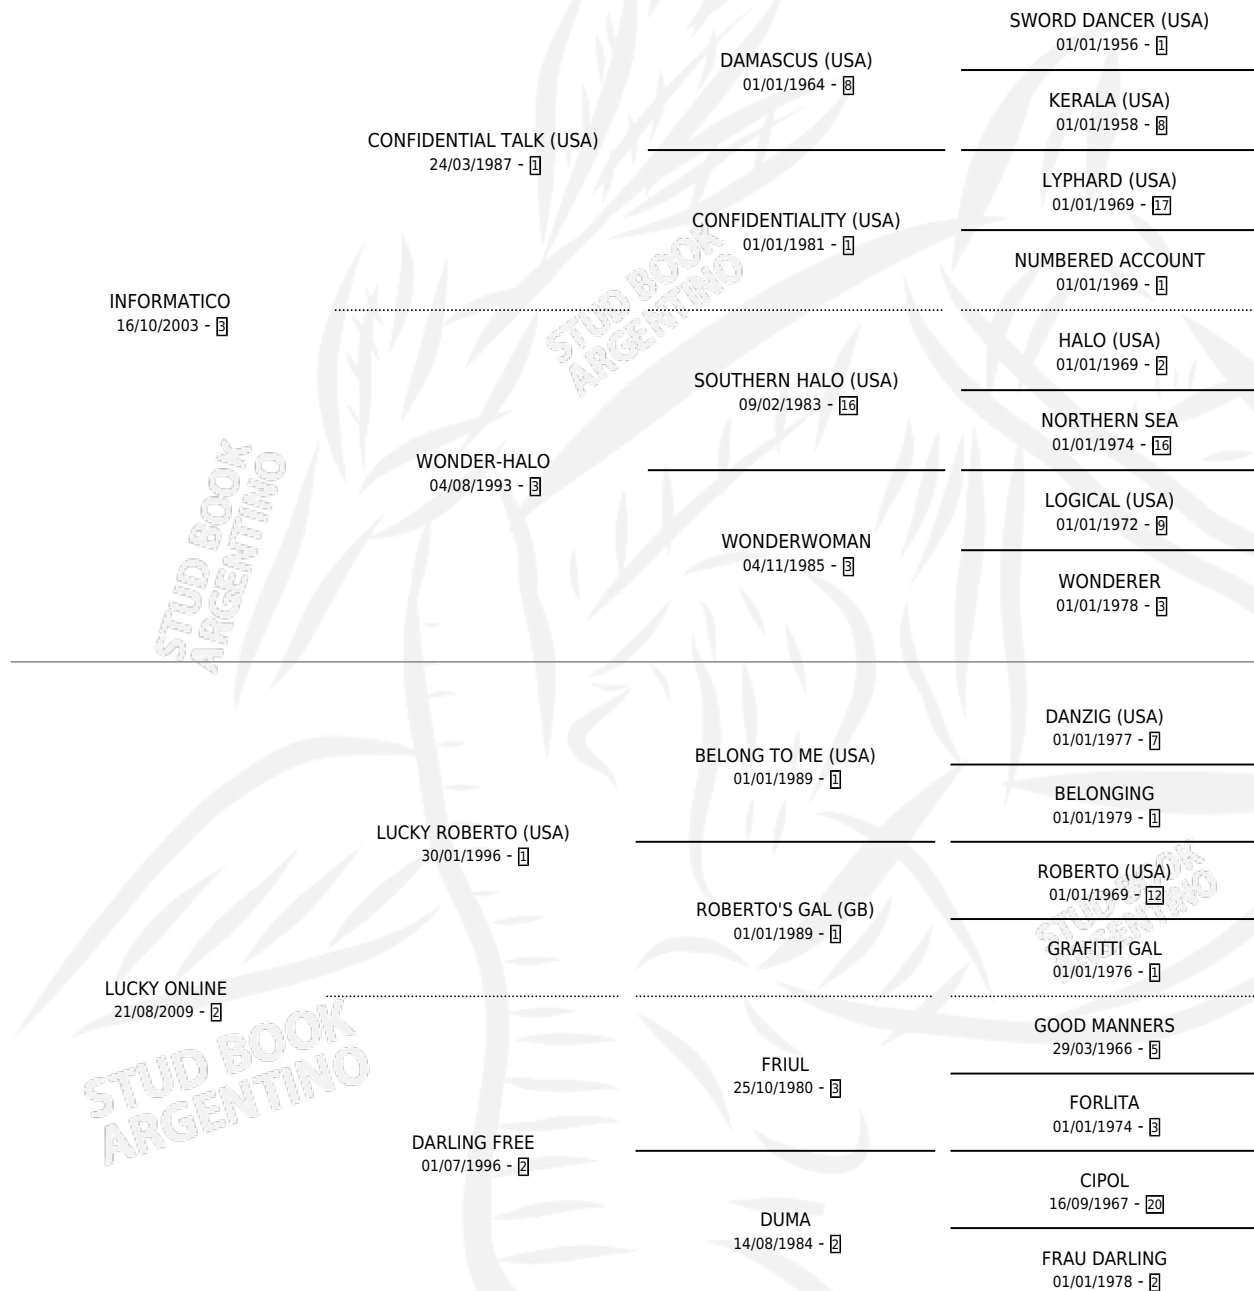 SWORD DANCER (USA)
01/01/1956 - 1
DAMASCUS (USA)
01/01/1964 - 8
KERALA (USA)
01/01/1958 - 8
CONFIDENTIAL TALK (USA)
24/03/1987 - 1
LYPHARD (USA)
01/01/1969 - 17
CONFIDENTIALITY (USA)
01/01/1981 - 1
NUMBERED ACCOUNT
01/01/1969 - 1
INFORMATICO
16/10/2003 - 3
HALO (USA)
01/01/1969 - 2
SOUTHERN HALO (USA)
09/02/1983 - 16
NORTHERN SEA
01/01/1974 - 16
WONDER-HALO
04/08/1993 - 3
LOGICAL (USA)
01/01/1972 - 9
WONDERWOMAN
04/11/1985 - 3
WONDERER
01/01/1978 - 3
DANZIG (USA)
01/01/1977 - 7
BELONG TO ME (USA)
01/01/1989 - 1
BELONGING
01/01/1979 - 1
LUCKY ROBERTO (USA)
30/01/1996 - 1
ROBERTO (USA)
01/01/1969 - 12
ROBERTO'S GAL (GB)
01/01/1989 - 1
GRAFITTI GAL
01/01/1976 - 1
LUCKY ONLINE
21/08/2009 - 2
GOOD MANNERS
29/03/1966 - 5
FRIUL
25/10/1980 - 3
FORLITA
01/01/1974 - 3
DARLING FREE
01/07/1996 - 2
CIPOL
16/09/1967 - 20
DUMA
14/08/1984 - 2
FRAU DARLING
01/01/1978 - 2
STUD BOOK
ARGENTINO
STUD BOOK
ARGENTINO
STUD BOOK
ARGENTINO
STUD BOOK
ARGENTINO